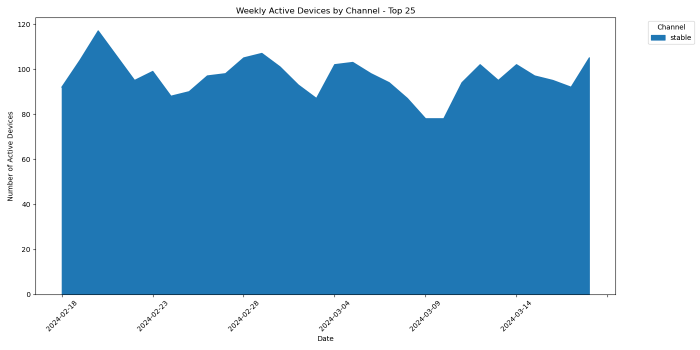 Weekly Active Devices by Channel - Top 25
Channel
stable
Number of Active Devices
120
100
80
60
40
20
0
2024-02-18
2024-02-23
2024-02-28
2024-03-04
2024-03-09
2024-03-14
Date